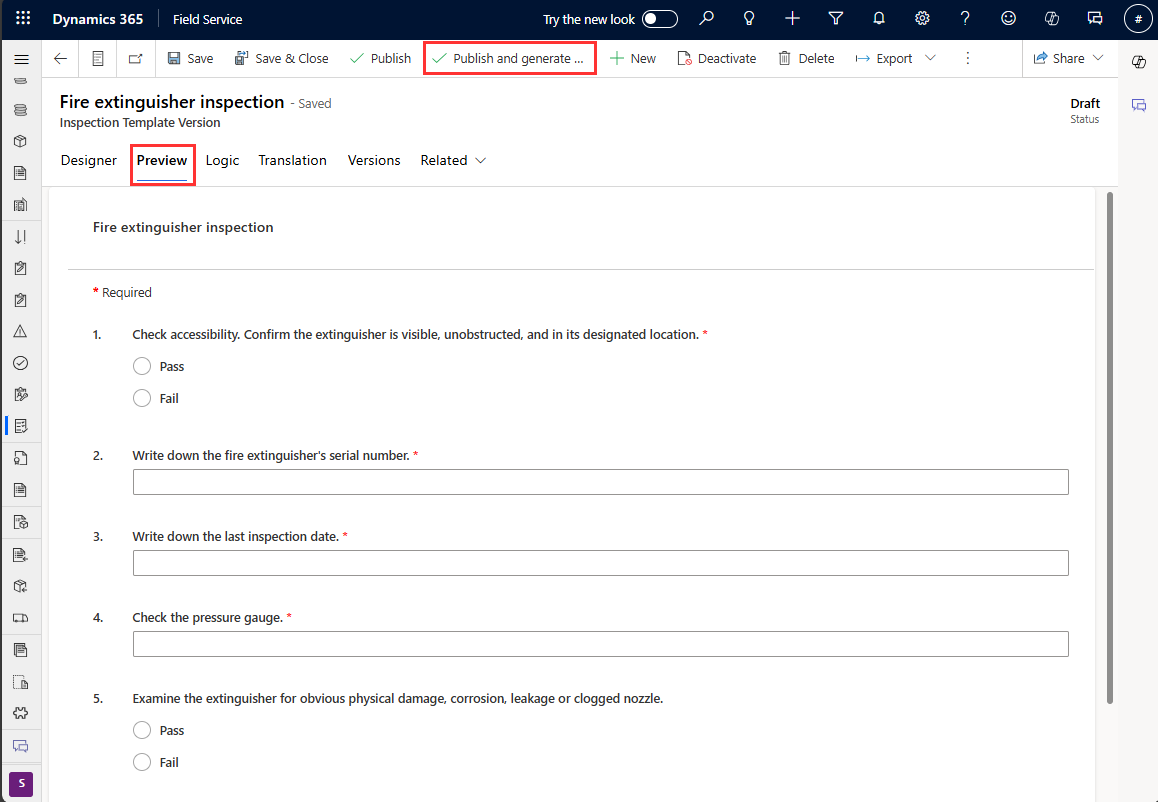 Dynamics 365 Field Service Try the new look #
Save Save & Close Publish Publish and generate ... New Deactivate Delete Export Share
Fire extinguisher inspection - Saved
Inspection Template Version
Draft
Status
Designer Preview Logic Translation Versions Related
Fire extinguisher inspection
* Required
1. Check accessibility. Confirm the extinguisher is visible, unobstructed, and in its designated location. *
Pass
Fail
2. Write down the fire extinguisher's serial number. *
3. Write down the last inspection date. *
4. Check the pressure gauge. *
5. Examine the extinguisher for obvious physical damage, corrosion, leakage or clogged nozzle.
Pass
Fail
S